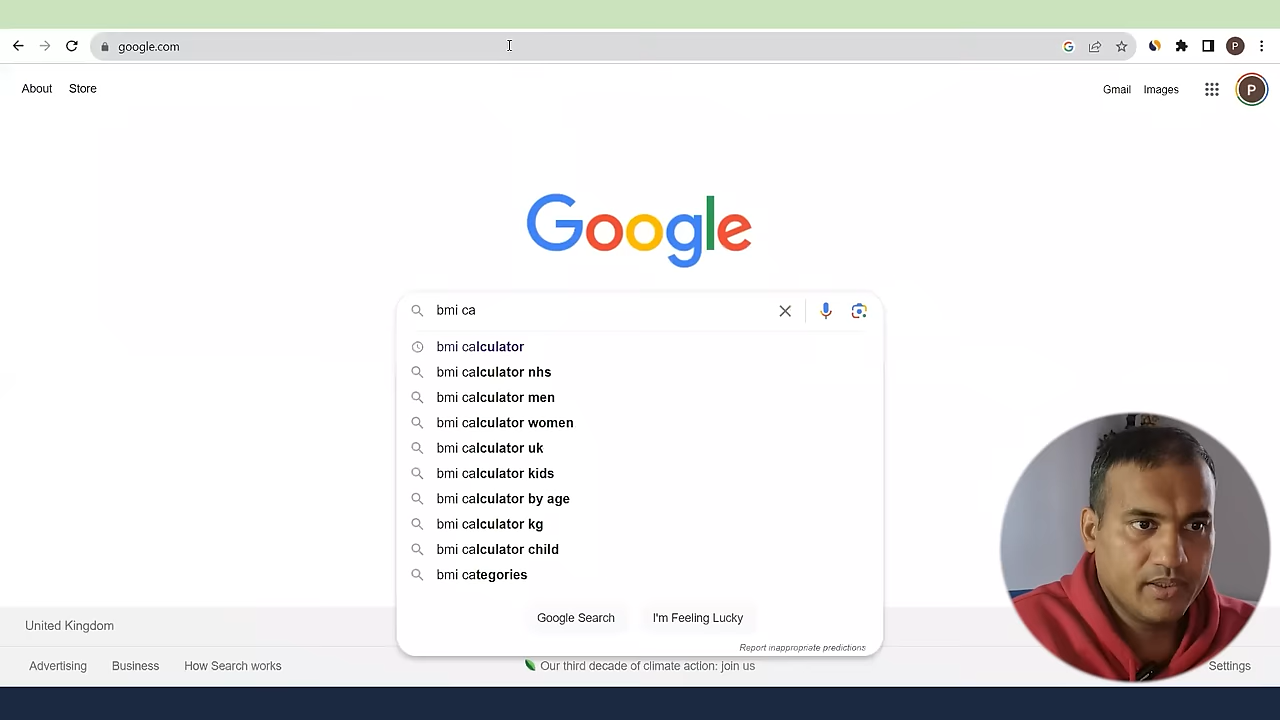 google.com
P
About Store
Gmail Images
P
Google
bmi ca
bmi calculator
bmi calculator nhs
bmi calculator men
bmi calculator women
bmi calculator uk
bmi calculator kids
bmi calculator by age
bmi calculator kg
bmi calculator child
bmi categories
Google Search I'm Feeling Lucky
Report inappropriate predictions
United Kingdom
Advertising Business How Search works
Our third decade of climate action: join us
Settings